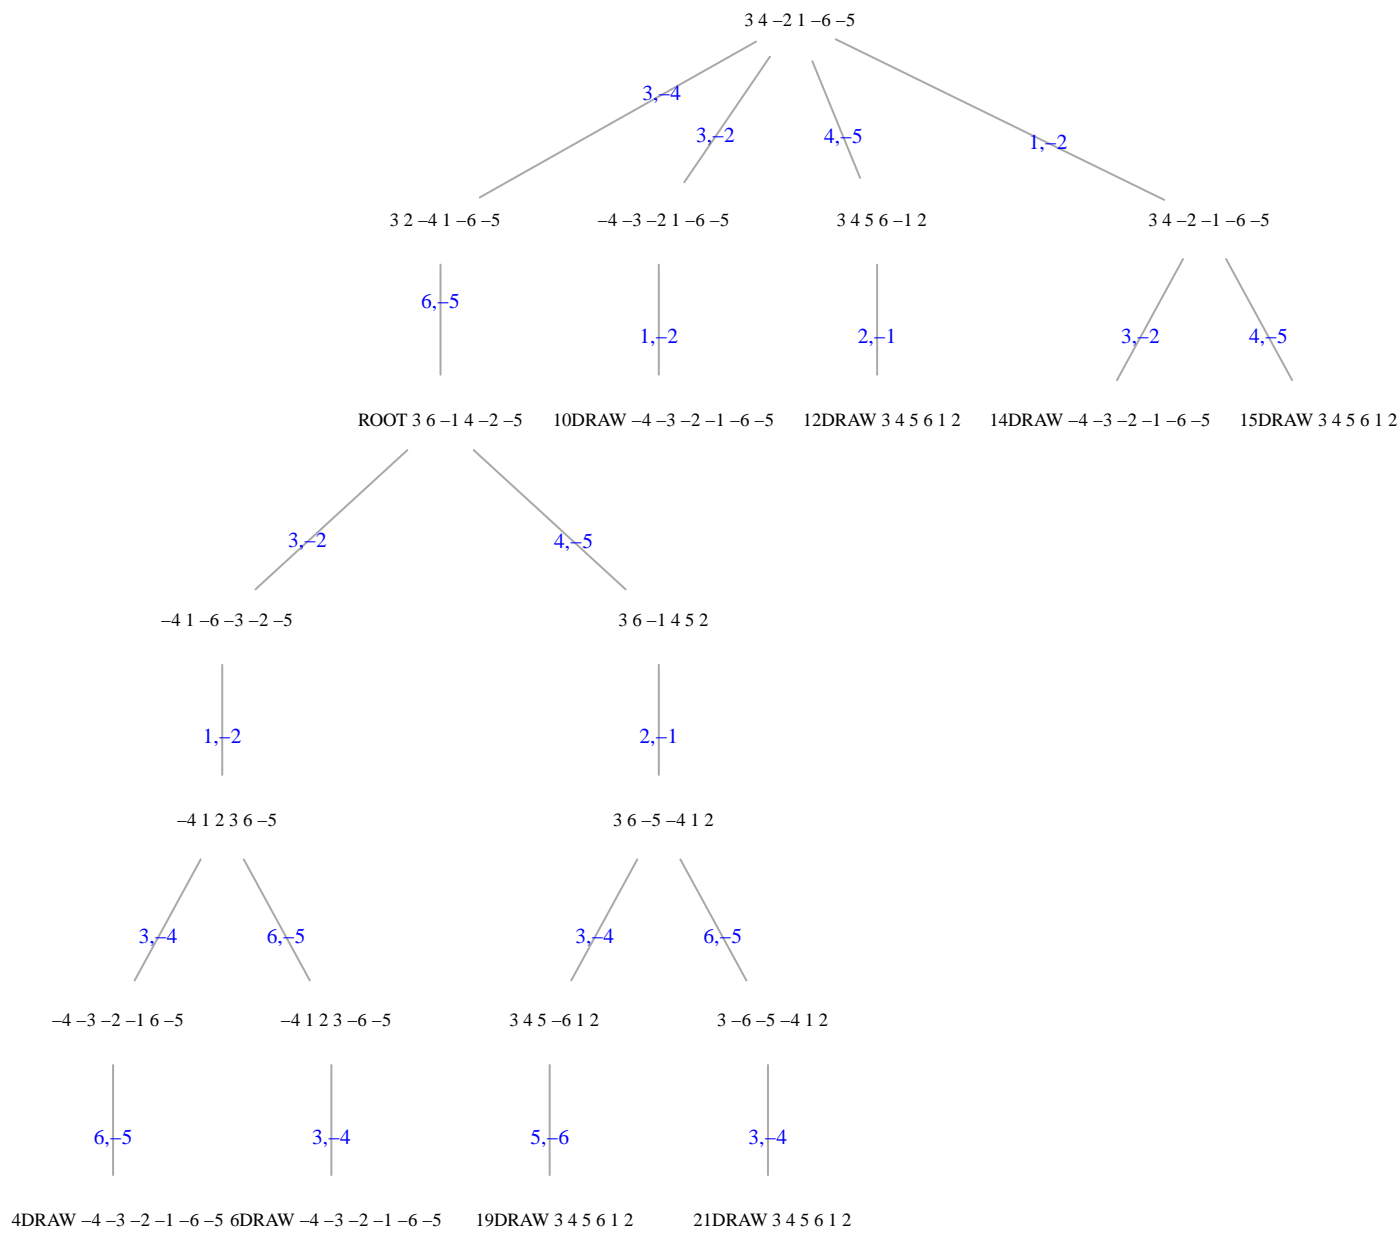 3 4 –2 1 –6 –5
3,–4
3,–2
4,–5
1,–2
3 2 –4 1 –6 –5
–4 –3 –2 1 –6 –5
3 4 5 6 –1 2
3 4 –2 –1 –6 –5
6,–5
1,–2
2,–1
3,–2
4,–5
ROOT 3 6 –1 4 –2 –5
10DRAW –4 –3 –2 –1 –6 –5
12DRAW 3 4 5 6 1 2
14DRAW –4 –3 –2 –1 –6 –5
15DRAW 3 4 5 6 1 2
3,–2
4,–5
–4 1 –6 –3 –2 –5
3 6 –1 4 5 2
1,–2
2,–1
–4 1 2 3 6 –5
3 6 –5 –4 1 2
3,–4
6,–5
3,–4
6,–5
–4 –3 –2 –1 6 –5
–4 1 2 3 –6 –5
3 4 5 –6 1 2
3 –6 –5 –4 1 2
6,–5
3,–4
5,–6
3,–4
4DRAW –4 –3 –2 –1 –6 –5
6DRAW –4 –3 –2 –1 –6 –5
19DRAW 3 4 5 6 1 2
21DRAW 3 4 5 6 1 2